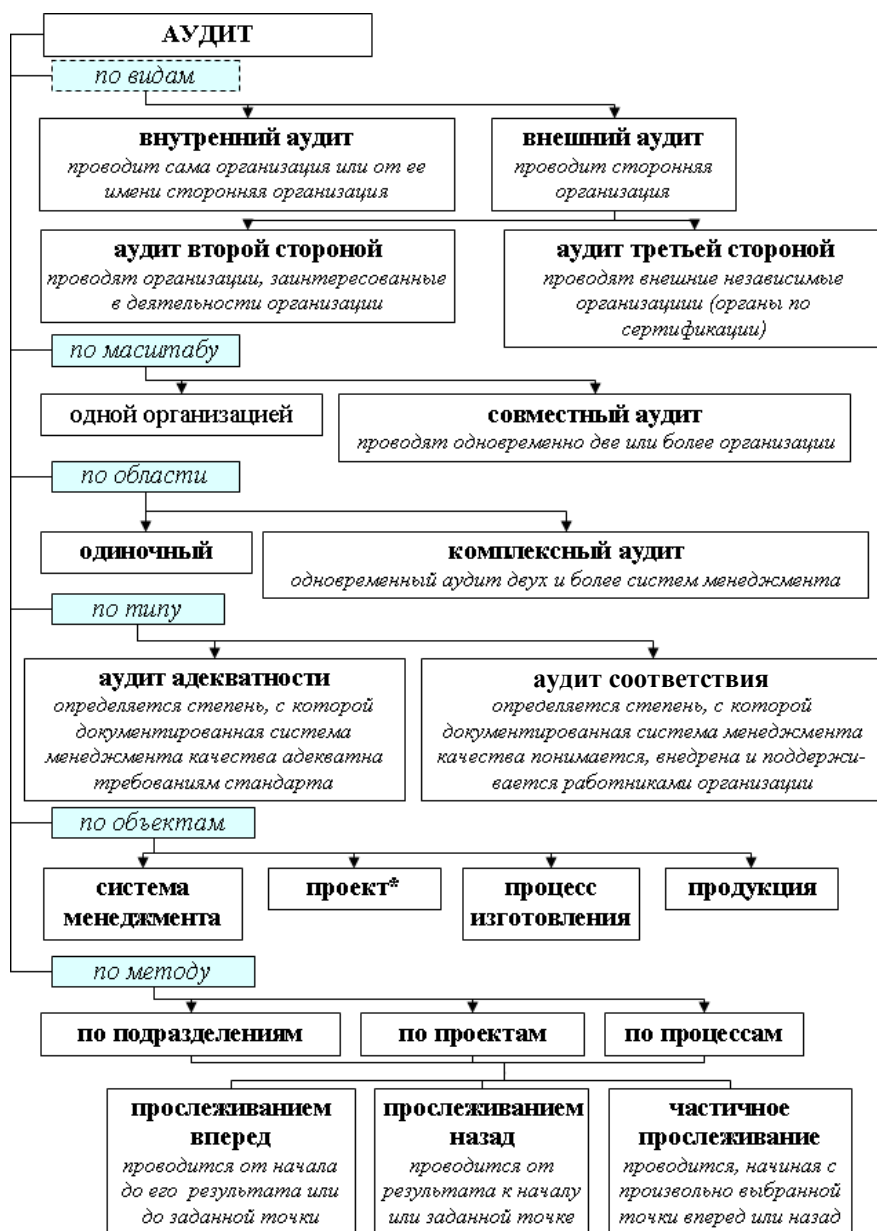 АУДИТ
по видам
внутренний аудит
проводит сама организация или от ее
имени сторонняя организация
внешний аудит
проводит сторонняя
организация
аудит второй стороной
проводят организации, заинтересованные
в деятельности организации
аудит третьей стороной
проводят внешние независимые
организациии (органы по
сертификации)
по масштабу
одной организацией
совместный аудит
проводят одновременно две или более организации
по области
одиночный
комплексный аудит
одновременный аудит двух и более систем менеджмента
по типу
аудит адекватности
определяется степень, с которой
документированная система
менеджмента качества адекватна
требованиям стандарта
аудит соответствия
определяется степень, с которой
документированная система менеджмента
качества понимается, внедрена и поддержи-
вается работниками организации
по объектам
система
менеджмента
проект*
процесс
изготовления
продукция
по методу
по подразделениям
по проектам
по процессам
прослеживанием
вперед
проводится от начала
до его результата или
до заданной точки
прослеживанием
назад
проводится от
результата к началу
или заданной точке
частичное
прослеживание
проводится, начиная с
произвольно выбранной
точки вперед или назад